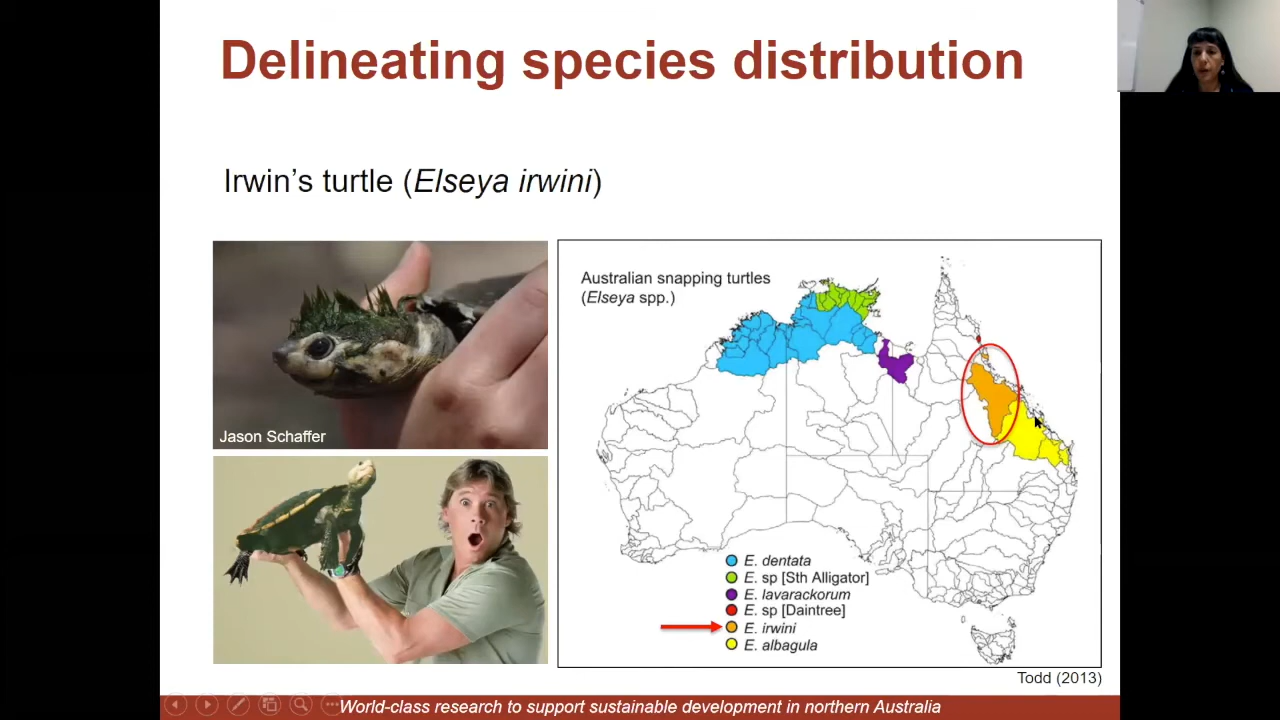 Delineating species distribution
Irwin’s turtle (Elseya irwini)
Jason Schaffer
Australian snapping turtles
(Elseya spp.)
E. dentata
E. sp [Sth Alligator]
E. lavarackorum
E. sp [Daintree]
E. irwini
E. albagula
Todd (2013)
World-class research to support sustainable development in northern Australia